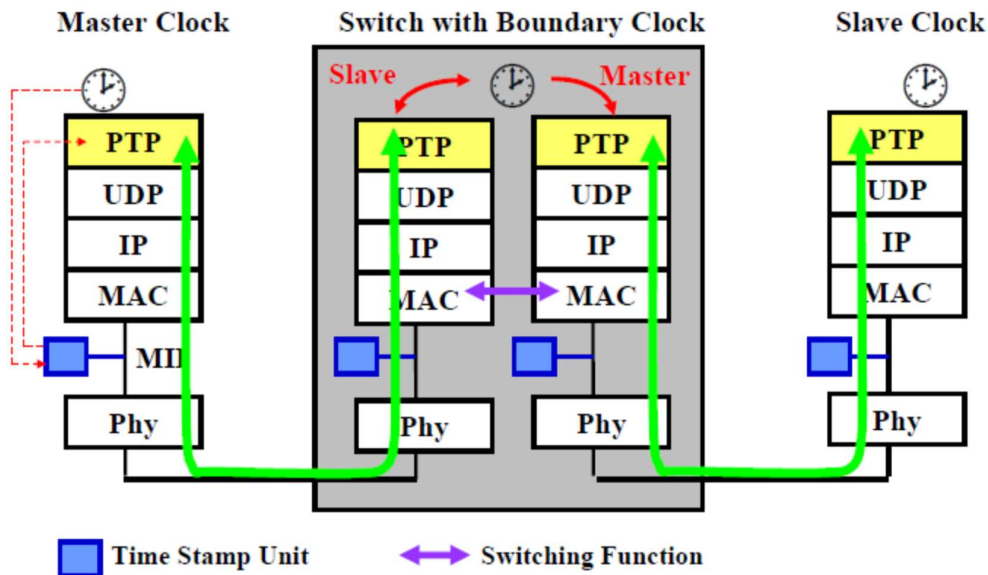 Master Clock
Switch with Boundary Clock
Slave Clock
Slave
Master
PTP
UDP
IP
MAC
MII
Phy
PTP
UDP
IP
MAC
Phy
PTP
UDP
IP
MAC
Phy
PTP
UDP
IP
MAC
Phy
Time Stamp Unit
Switching Function